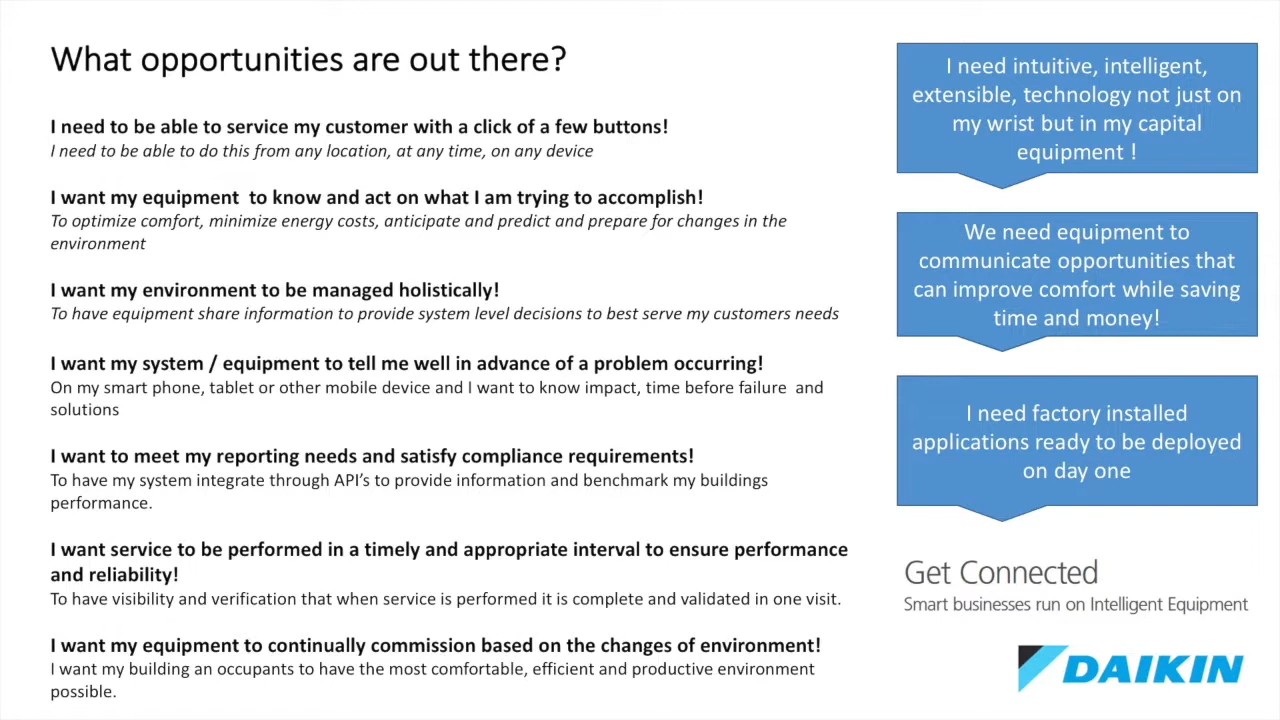 What opportunities are out there?
I need to be able to service my customer with a click of a few buttons!
I need to be able to do this from any location, at any time, on any device
I want my equipment  to know and act on what I am trying to accomplish!
To optimize comfort, minimize energy costs, anticipate and predict and prepare for changes in the
environment
I want my environment to be managed holistically!
To have equipment share information to provide system level decisions to best serve my customers needs
I want my system / equipment to tell me well in advance of a problem occurring!
On my smart phone, tablet or other mobile device and I want to know impact, time before failure  and
solutions
I want to meet my reporting needs and satisfy compliance requirements!
To have my system integrate through API’s to provide information and benchmark my buildings
performance.
I want service to be performed in a timely and appropriate interval to ensure performance
and reliability!
To have visibility and verification that when service is performed it is complete and validated in one visit.
I want my equipment to continually commission based on the changes of environment!
I want my building an occupants to have the most comfortable, efficient and productive environment
possible.
I need intuitive, intelligent,
extensible, technology not just on
my wrist but in my capital
equipment !
We need equipment to
communicate opportunities that
can improve comfort while saving
time and money!
I need factory installed
applications ready to be deployed
on day one
Get Connected
Smart businesses run on Intelligent Equipment
DAIKIN